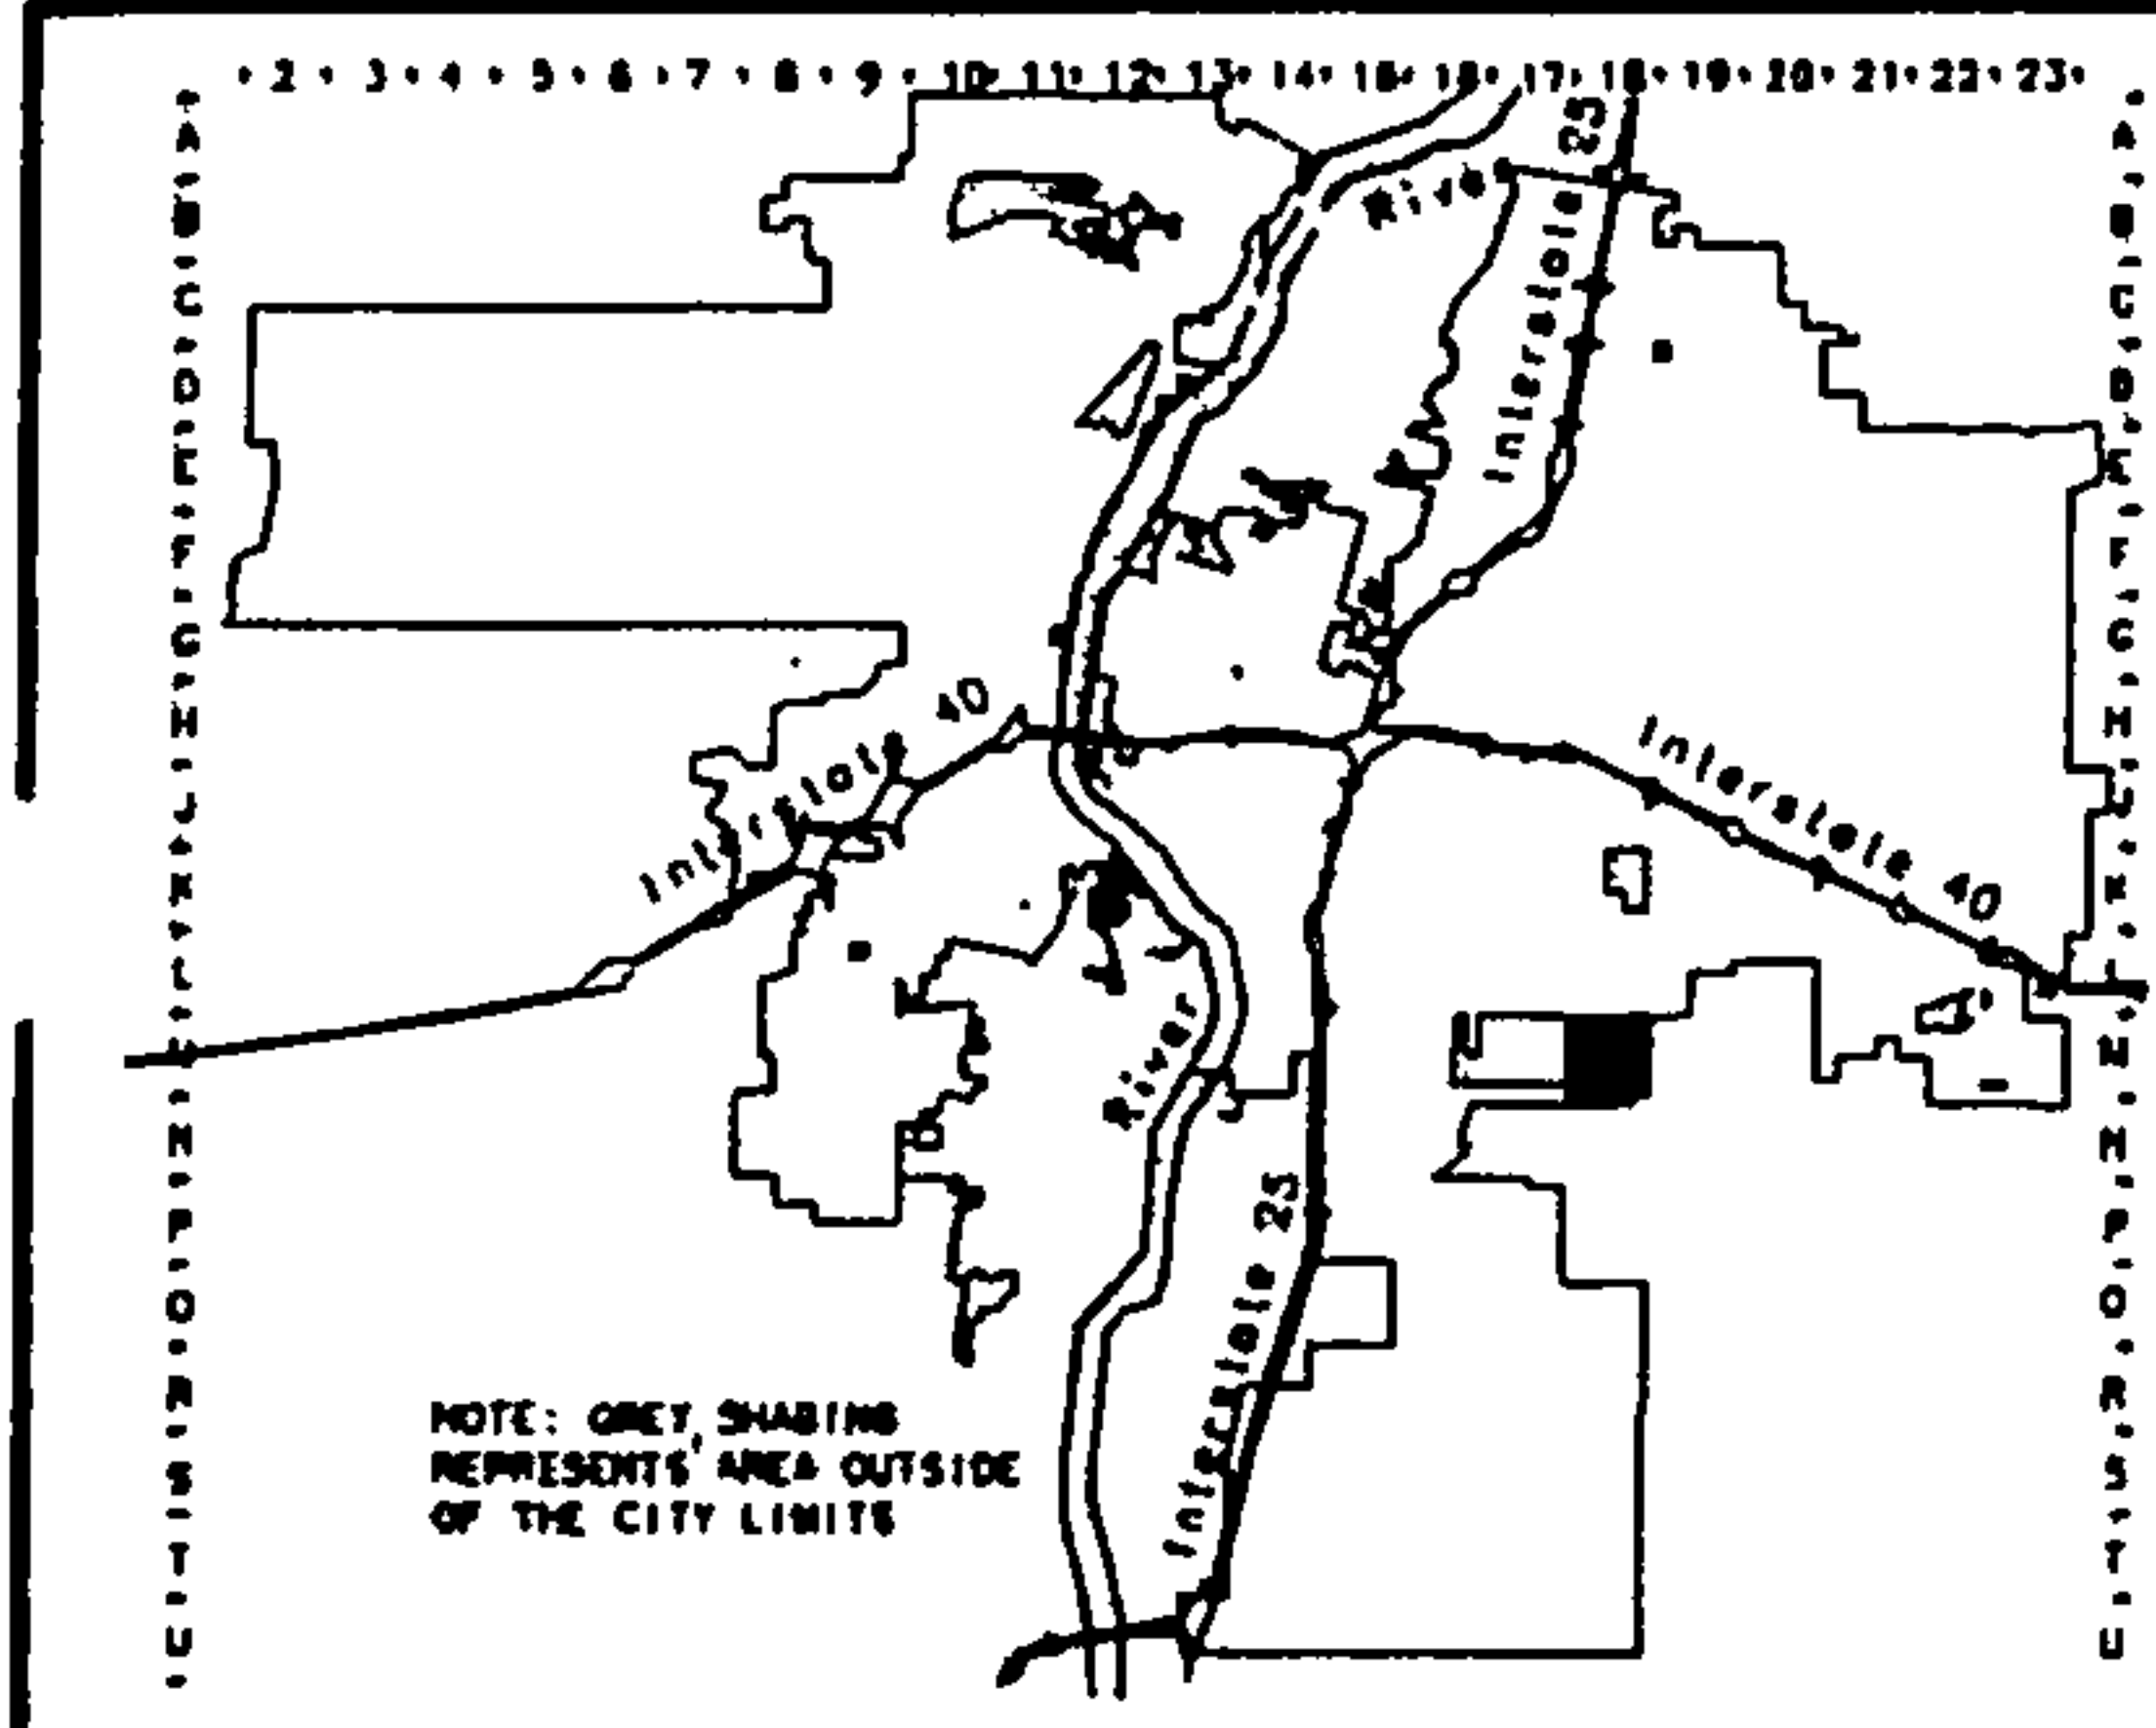 2 3 4 5 6 7 8 9 10 11 12 13 14 15 16 17 18 19 20 21 22 23
A A
B B
C C
D D
E E
F F
G G
H H
J J
K K
L L
M M
N N
P P
Q Q
R R
S S
T T
U U
River
Interstate 25
Interstate 40
Interstate 40
River
Interstate 25
NOTE: GREY SHADING
REPRESENTS AREA OUTSIDE
OF THE CITY LIMITS